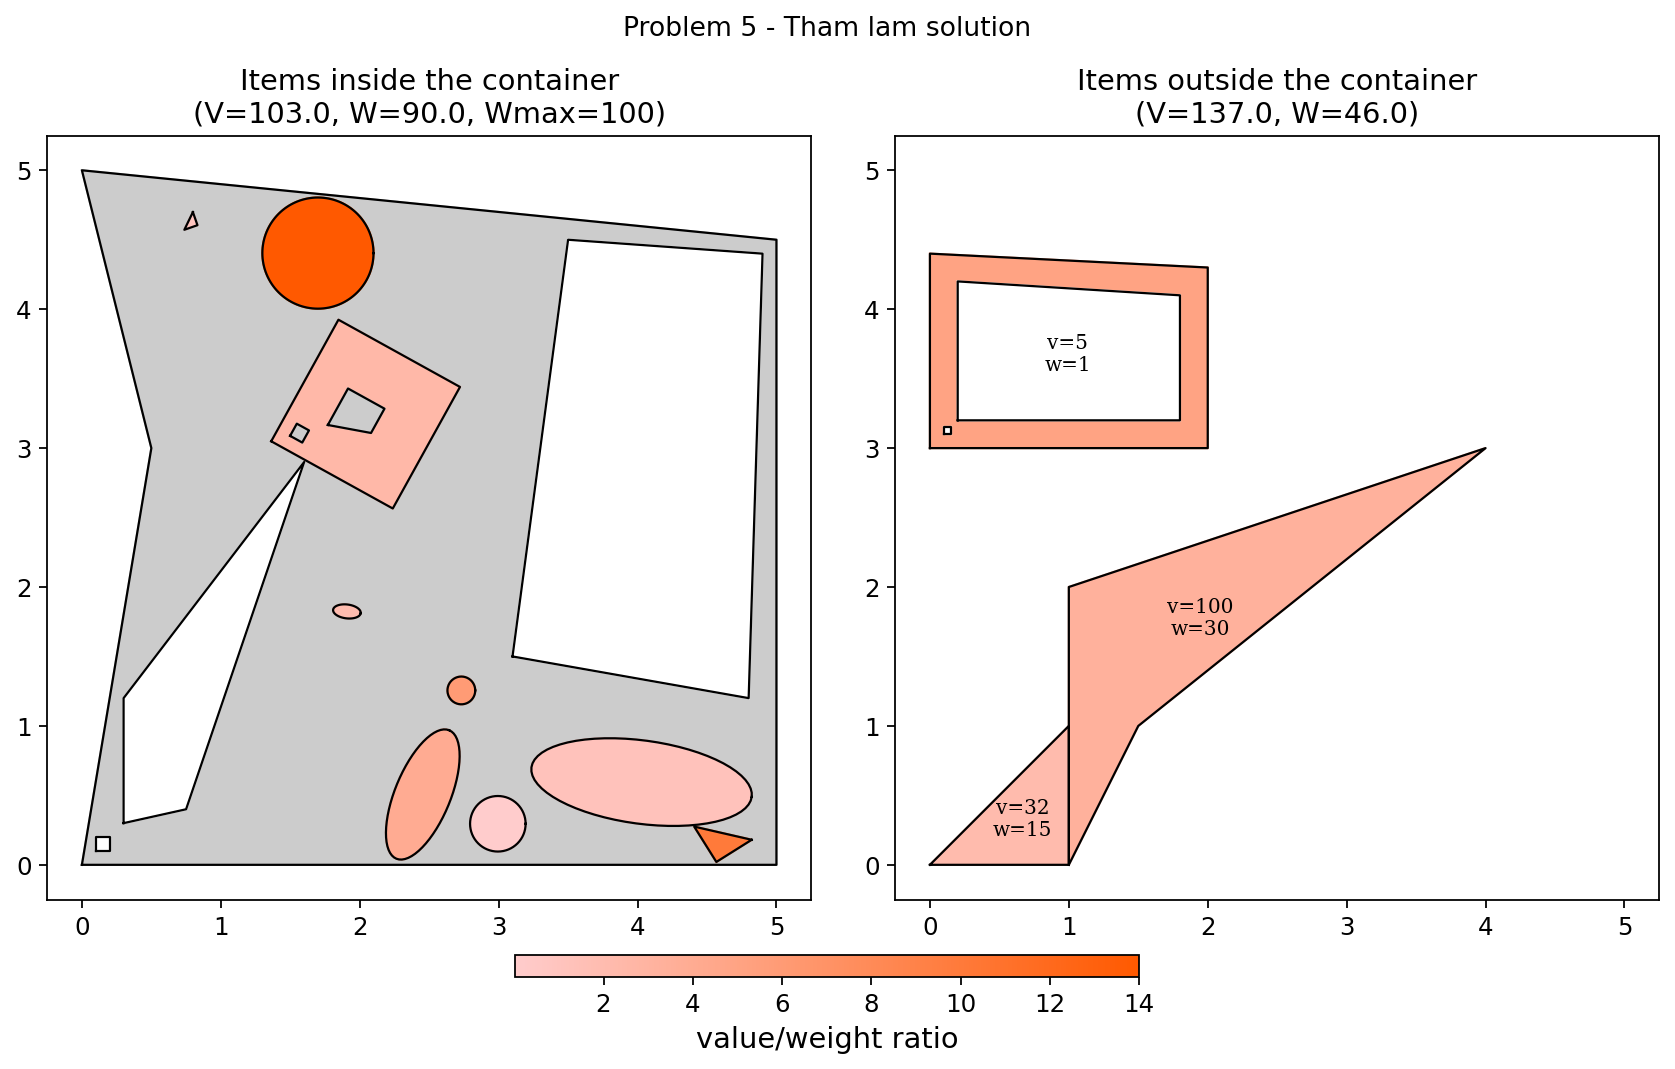 Problem 5 - Tham lam solution
Items inside the container
(V=103.0, W=90.0, Wmax=100)
Items outside the container
(V=137.0, W=46.0)
5
4
3
2
1
0
0
1
2
3
4
5
5
4
3
2
1
0
0
1
2
3
4
5
v=5
w=1
v=100
w=30
v=32
w=15
2
4
6
8
10
12
14
value/weight ratio